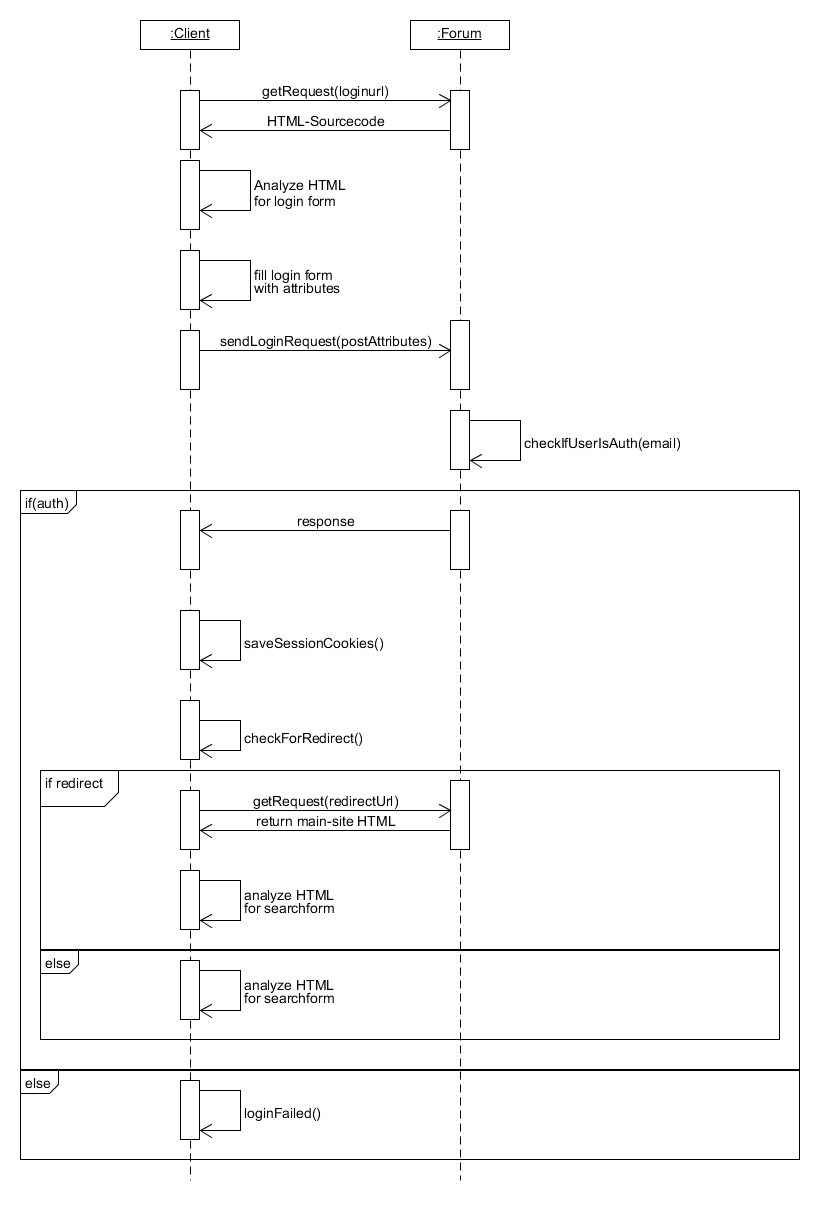 :Client
:Forum
getRequest(loginurl)
HTML-Sourcecode
Analyze HTML
for login form
fill login form
with attributes
sendLoginRequest(postAttributes)
checkIfUserIsAuth(email)
if(auth)
response
saveSessionCookies()
checkForRedirect()
if redirect
getRequest(redirectUrl)
return main-site HTML
analyze HTML
for searchform
else
analyze HTML
for searchform
else
loginFailed()